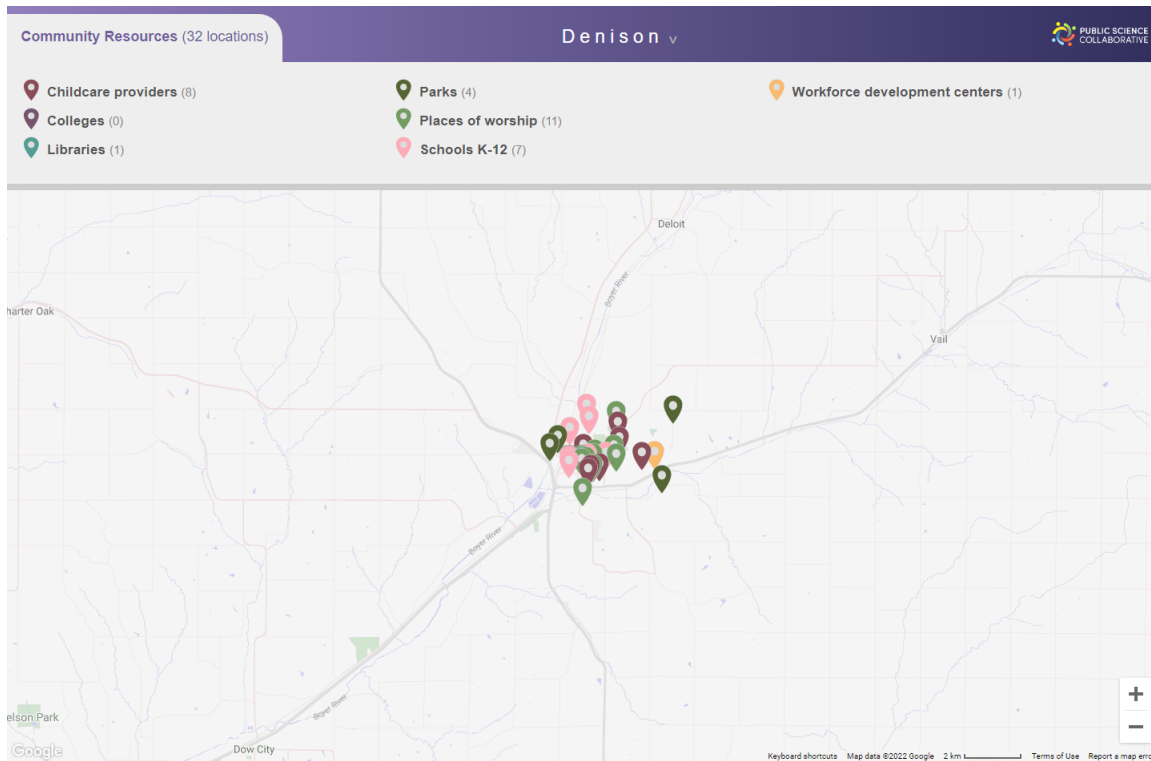 Community Resources (32 locations)
Denison v
PUBLIC SCIENCE
COLLABORATIVE
Childcare providers (8)
Colleges (0)
Libraries (1)
Parks (4)
Places of worship (11)
Schools K-12 (7)
Workforce development centers (1)
Deloit
Boyer River
harter Oak
Vail
Boyer River
elson Park
Boyer River
Dow City
+
−
Google
Keyboard shortcuts Map data ©2022 Google 2 km Terms of Use Report a map erro